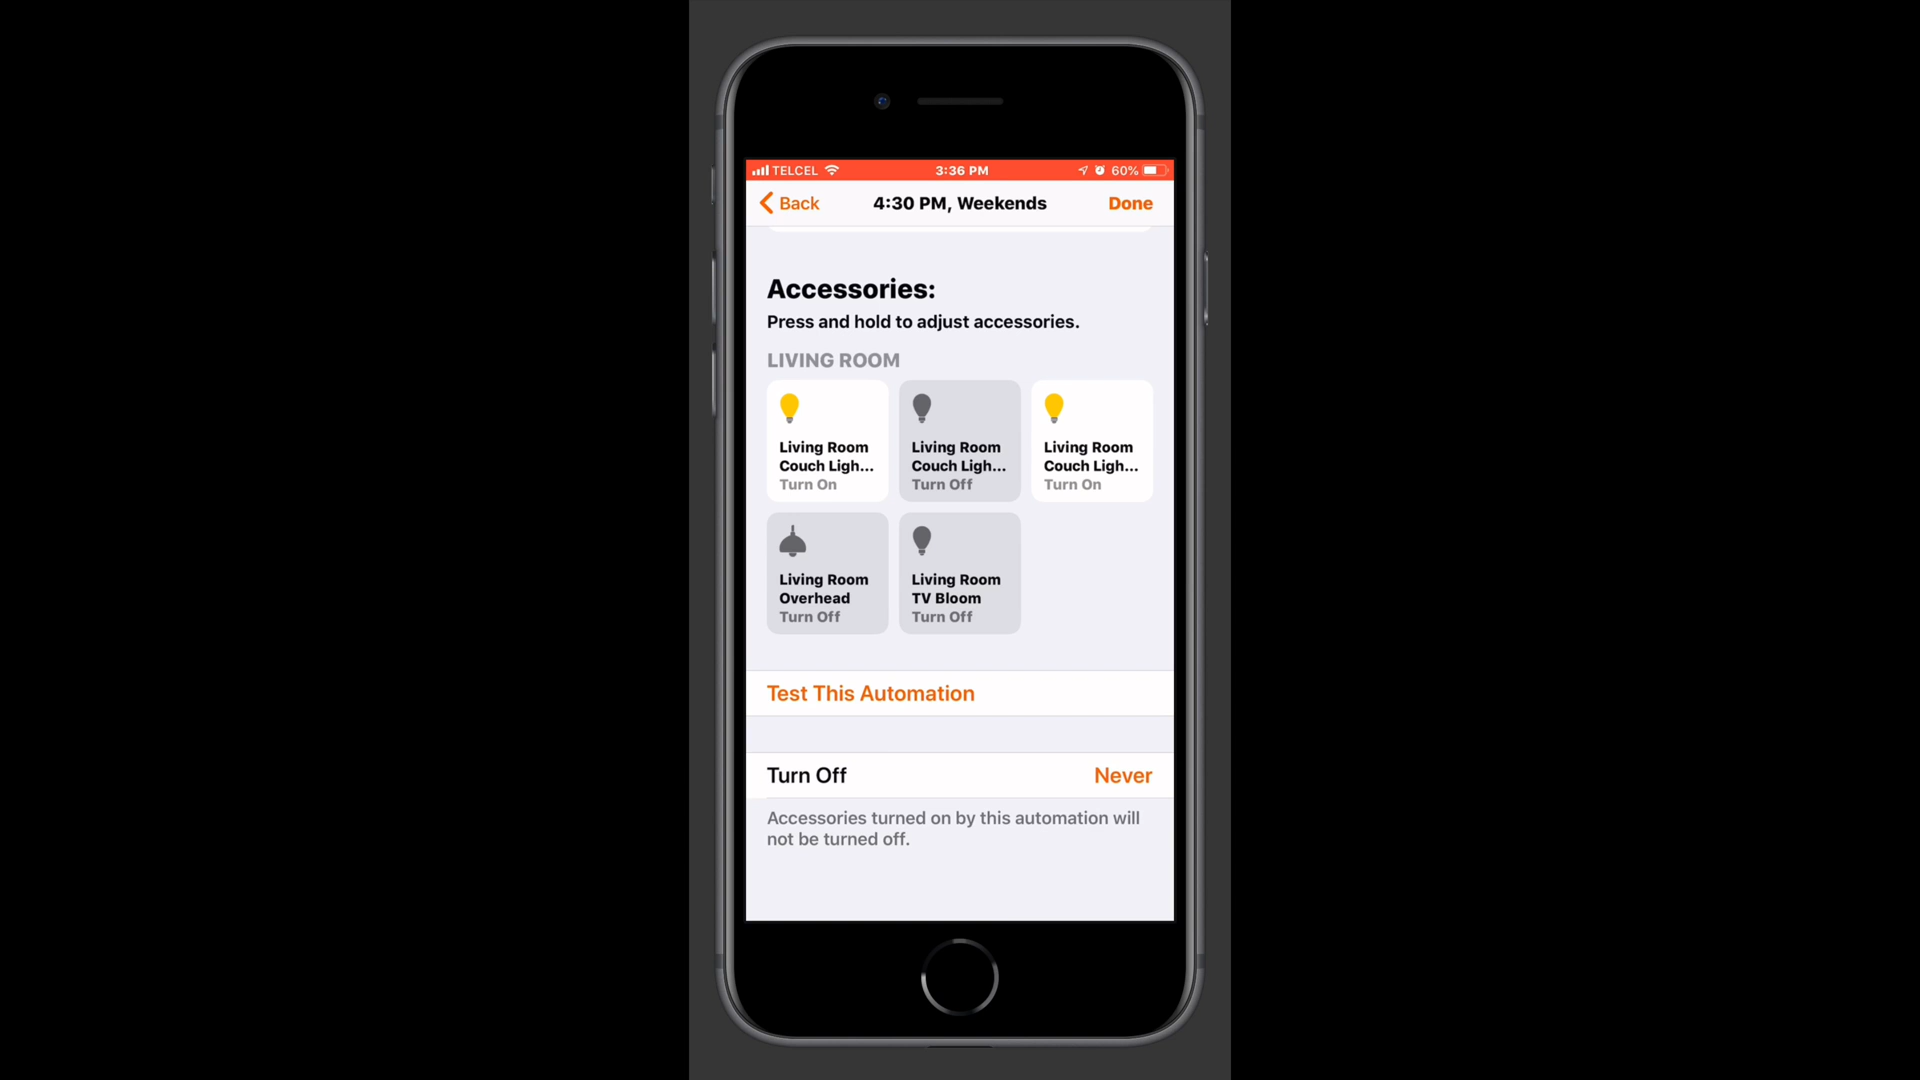 TELCEL 3:36 PM 60%
Back 4:30 PM, Weekends Done
Accessories:
Press and hold to adjust accessories.
LIVING ROOM
Living Room
Couch Ligh...
Turn On
Living Room
Couch Ligh...
Turn Off
Living Room
Couch Ligh...
Turn On
Living Room
Overhead
Turn Off
Living Room
TV Bloom
Turn Off
Test This Automation
Turn Off Never
Accessories turned on by this automation will
not be turned off.